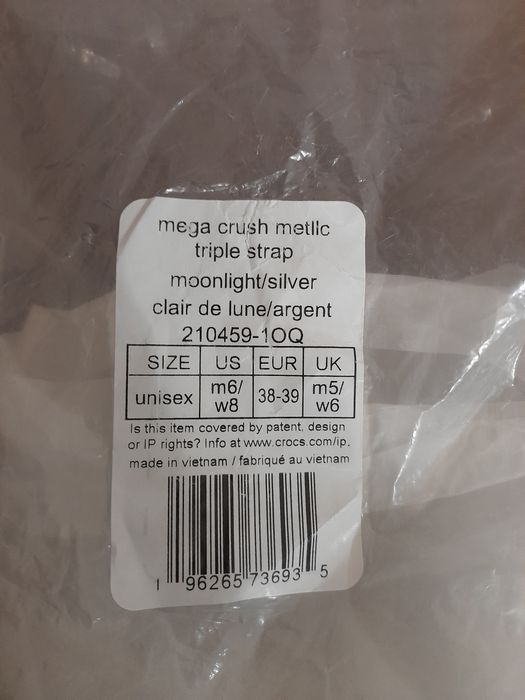 mega crush metllc
triple strap
moonlight/silver
clair de lune/argent
210459-1OQ
SIZE US EUR UK
unisex m6/ w8 38-39 m5/ w6
Is this item covered by patent, design
or IP rights? Info at www.crocs.com/ip.
made in vietnam / fabriqué au vietnam
1 96265 73693 5